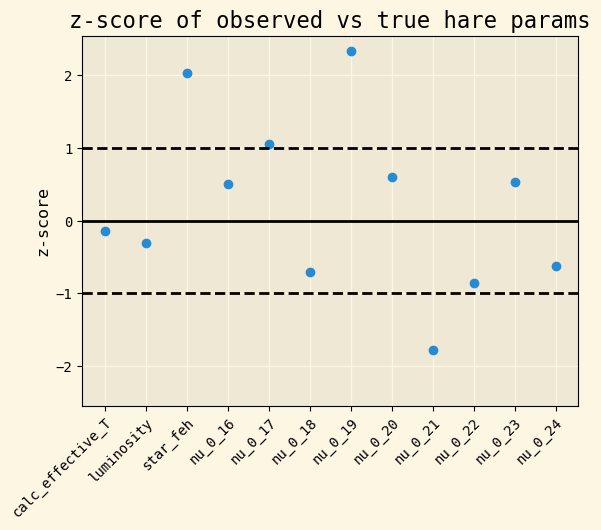 z-score of observed vs true hare params
z-score
2
1
0
−1
−2
calc_effective_T
luminosity
star_feh
nu_0_16
nu_0_17
nu_0_18
nu_0_19
nu_0_20
nu_0_21
nu_0_22
nu_0_23
nu_0_24